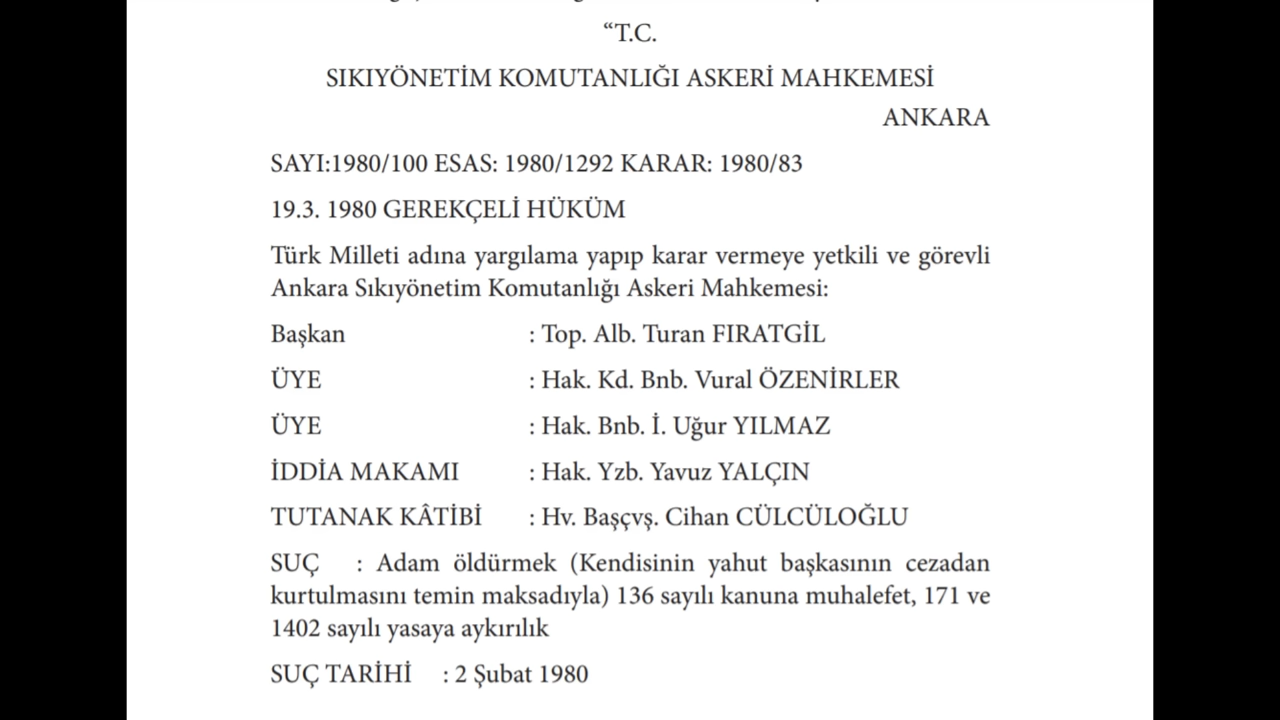 “T.C.
SIKIYÖNETİM KOMUTANLIĞI ASKERİ MAHKEMESİ
ANKARA
SAYI:1980/100 ESAS: 1980/1292 KARAR: 1980/83
19.3. 1980 GEREKÇELİ HÜKÜM
Türk Milleti adına yargılama yapıp karar vermeye yetkili ve görevli
Ankara Sıkıyönetim Komutanlığı Askeri Mahkemesi:
Başkan : Top. Alb. Turan FIRATGİL
ÜYE : Hak. Kd. Bnb. Vural ÖZENİRLER
ÜYE : Hak. Bnb. İ. Uğur YILMAZ
İDDİA MAKAMI : Hak. Yzb. Yavuz YALÇIN
TUTANAK KÂTİBİ : Hv. Başçvş. Cihan CÜLCÜLOĞLU
SUÇ : Adam öldürmek (Kendisinin yahut başkasının cezadan
kurtulmasını temin maksadıyla) 136 sayılı kanuna muhalefet, 171 ve
1402 sayılı yasaya aykırılık
SUÇ TARİHİ : 2 Şubat 1980